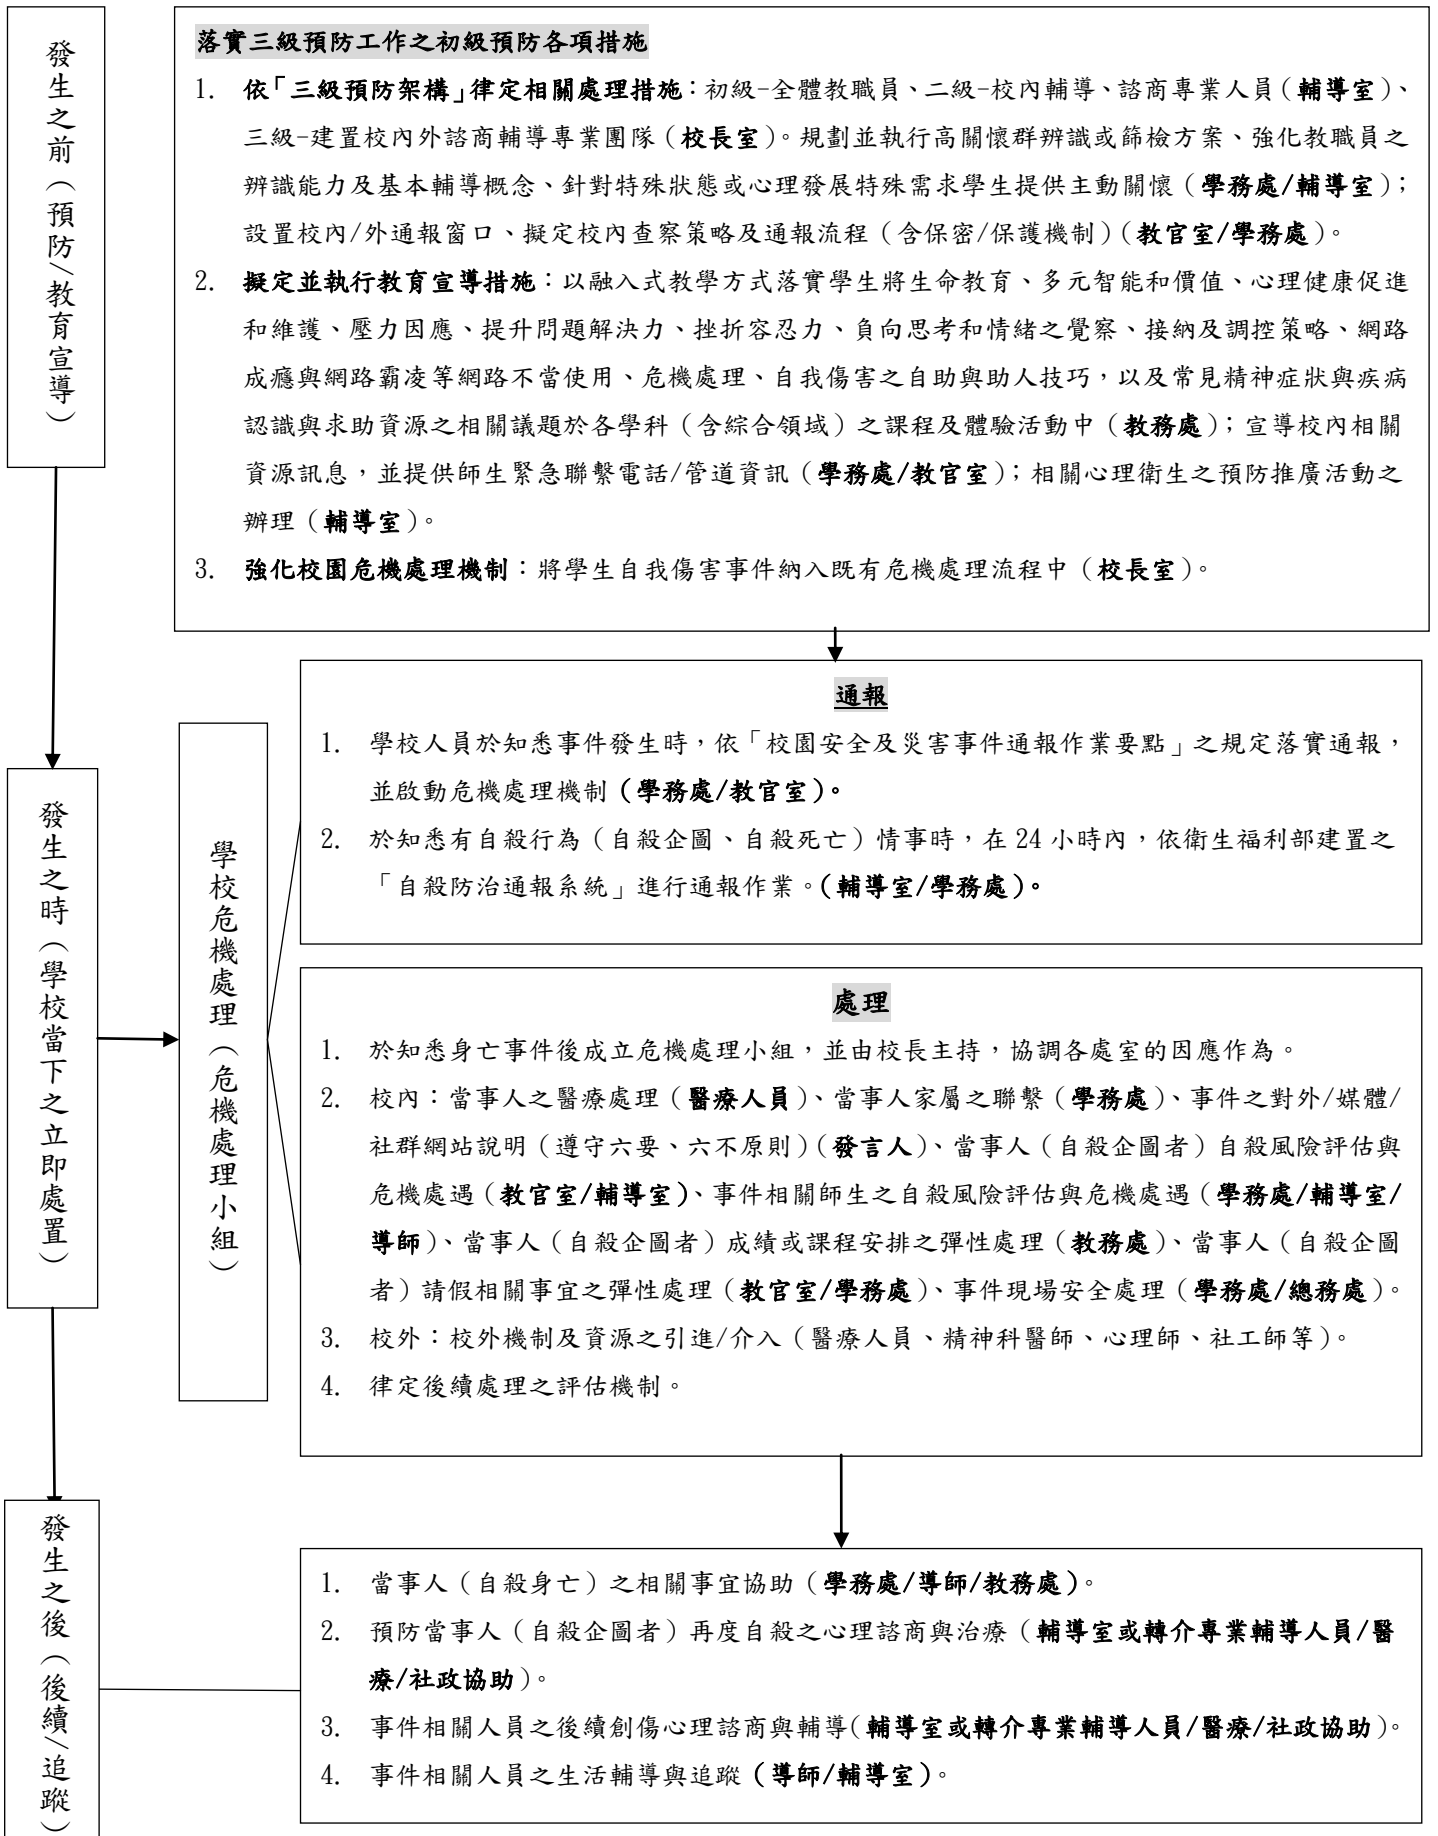 發生之前（預防/教育宣導）
落實三級預防工作之初級預防各項措施
1. 依「三級預防架構」律定相關處理措施：初級-全體教職員、二級-校內輔導、諮商專業人員（輔導室）、
三級-建置校內外諮商輔導專業團隊（校長室）。規劃並執行高關懷群辨識或篩檢方案、強化教職員之
辨識能力及基本輔導概念、針對特殊狀態或心理發展特殊需求學生提供主動關懷（學務處/輔導室）；
設置校內/外通報窗口、擬定校內查察策略及通報流程（含保密/保護機制）（教官室/學務處）。
2. 擬定並執行教育宣導措施：以融入式教學方式落實學生將生命教育、多元智能和價值、心理健康促進
和維護、壓力因應、提升問題解決力、挫折容忍力、負向思考和情緒之覺察、接納及調控策略、網路
成癮與網路霸凌等網路不當使用、危機處理、自我傷害之自助與助人技巧，以及常見精神症狀與疾病
認識與求助資源之相關議題於各學科（含綜合領域）之課程及體驗活動中（教務處）；宣導校內相關
資源訊息，並提供師生緊急聯繫電話/管道資訊（學務處/教官室）；相關心理衛生之預防推廣活動之
辦理（輔導室）。
3. 強化校園危機處理機制：將學生自我傷害事件納入既有危機處理流程中（校長室）。
發生之時（學校當下之立即處置）
學校危機處理（危機處理小組）
通報
1. 學校人員於知悉事件發生時，依「校園安全及災害事件通報作業要點」之規定落實通報，
並啟動危機處理機制（學務處/教官室）。
2. 於知悉有自殺行為（自殺企圖、自殺死亡）情事時，在 24 小時內，依衛生福利部建置之
「自殺防治通報系統」進行通報作業。（輔導室/學務處）。
處理
1. 於知悉身亡事件後成立危機處理小組，並由校長主持，協調各處室的因應作為。
2. 校內：當事人之醫療處理（醫療人員）、當事人家屬之聯繫（學務處）、事件之對外/媒體/
社群網站說明（遵守六要、六不原則）（發言人）、當事人（自殺企圖者）自殺風險評估與
危機處遇（教官室/輔導室）、事件相關師生之自殺風險評估與危機處遇（學務處/輔導室/
導師）、當事人（自殺企圖者）成績或課程安排之彈性處理（教務處）、當事人（自殺企圖
者）請假相關事宜之彈性處理（教官室/學務處）、事件現場安全處理（學務處/總務處）。
3. 校外：校外機制及資源之引進/介入（醫療人員、精神科醫師、心理師、社工師等）。
4. 律定後續處理之評估機制。
發生之後（後續/追蹤）
1. 當事人（自殺身亡）之相關事宜協助（學務處/導師/教務處）。
2. 預防當事人（自殺企圖者）再度自殺之心理諮商與治療（輔導室或轉介專業輔導人員/醫
療/社政協助）。
3. 事件相關人員之後續創傷心理諮商與輔導（輔導室或轉介專業輔導人員/醫療/社政協助）。
4. 事件相關人員之生活輔導與追蹤（導師/輔導室）。